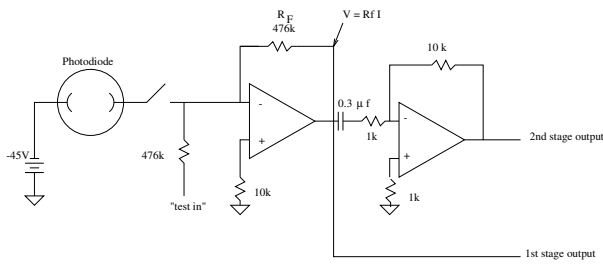 R
F
476k
V = Rf I
10 k
Photodiode
0.3 μ f
-
-
1k
+
+
-45V
476k
2nd stage output
10k
1k
"test in"
1st stage output